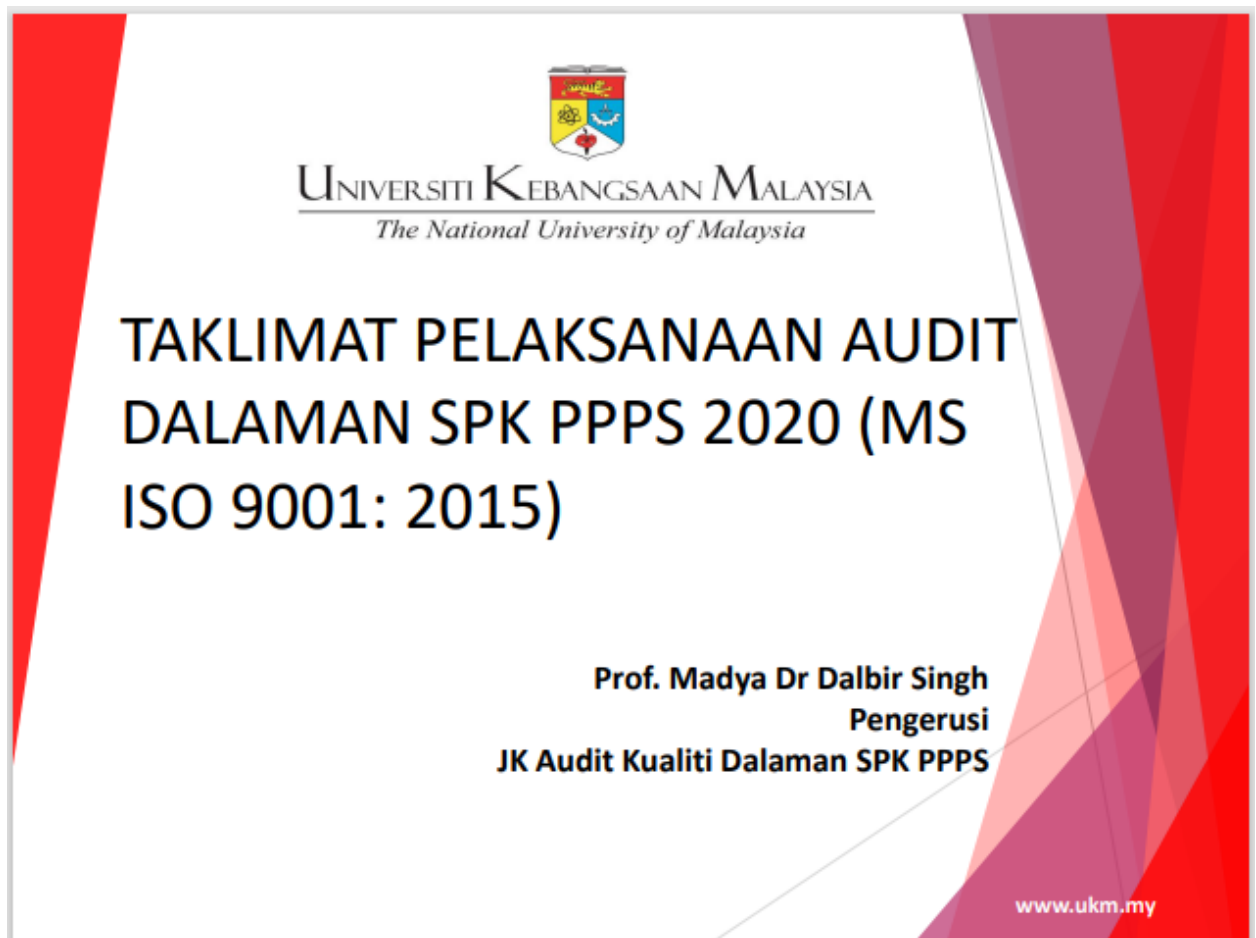 UNIVERSITI KEBANGSAAN MALAYSIA
The National University of Malaysia
TAKLIMAT PELAKSANAAN AUDIT
DALAMAN SPK PPPS 2020 (MS
ISO 9001: 2015)
Prof. Madya Dr Dalbir Singh
Pengerusi
JK Audit Kualiti Dalaman SPK PPPS
www.ukm.my